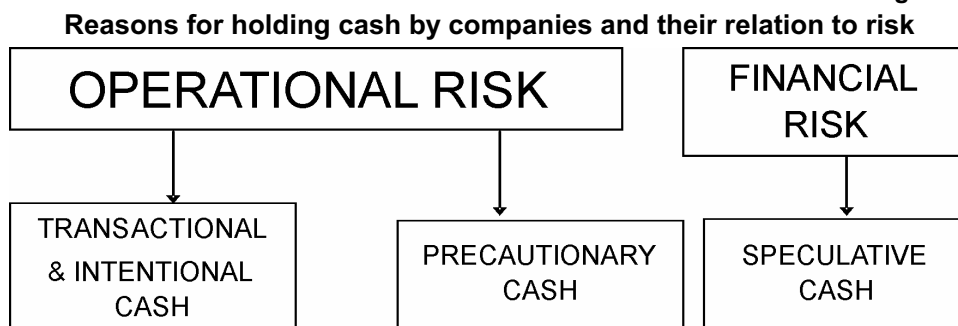 Reasons for holding cash by companies and their relation to risk
OPERATIONAL RISK
FINANCIAL
RISK
TRANSACTIONAL
& INTENTIONAL
CASH
PRECAUTIONARY
CASH
SPECULATIVE
CASH